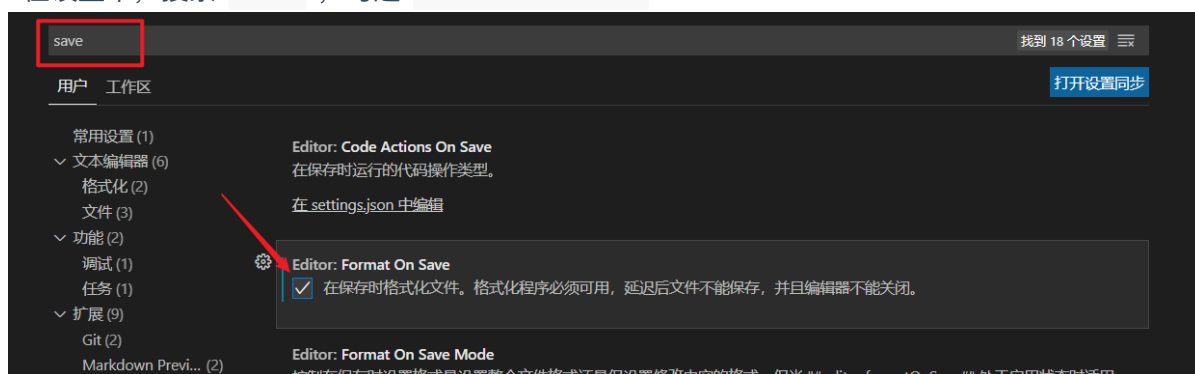 save
找到 18 个设置
用户 工作区
打开设置同步
常用设置 (1)
文本编辑器 (6)
格式化 (2)
文件 (3)
功能 (2)
调试 (1)
任务 (1)
扩展 (9)
Git (2)
Markdown Previ... (2)
Editor: Code Actions On Save
在保存时运行的代码操作类型。
在 settings.json 中编辑
Editor: Format On Save
在保存时格式化文件。格式化程序必须可用，延迟后文件不能保存，并且编辑器不能关闭。
Editor: Format On Save Mode